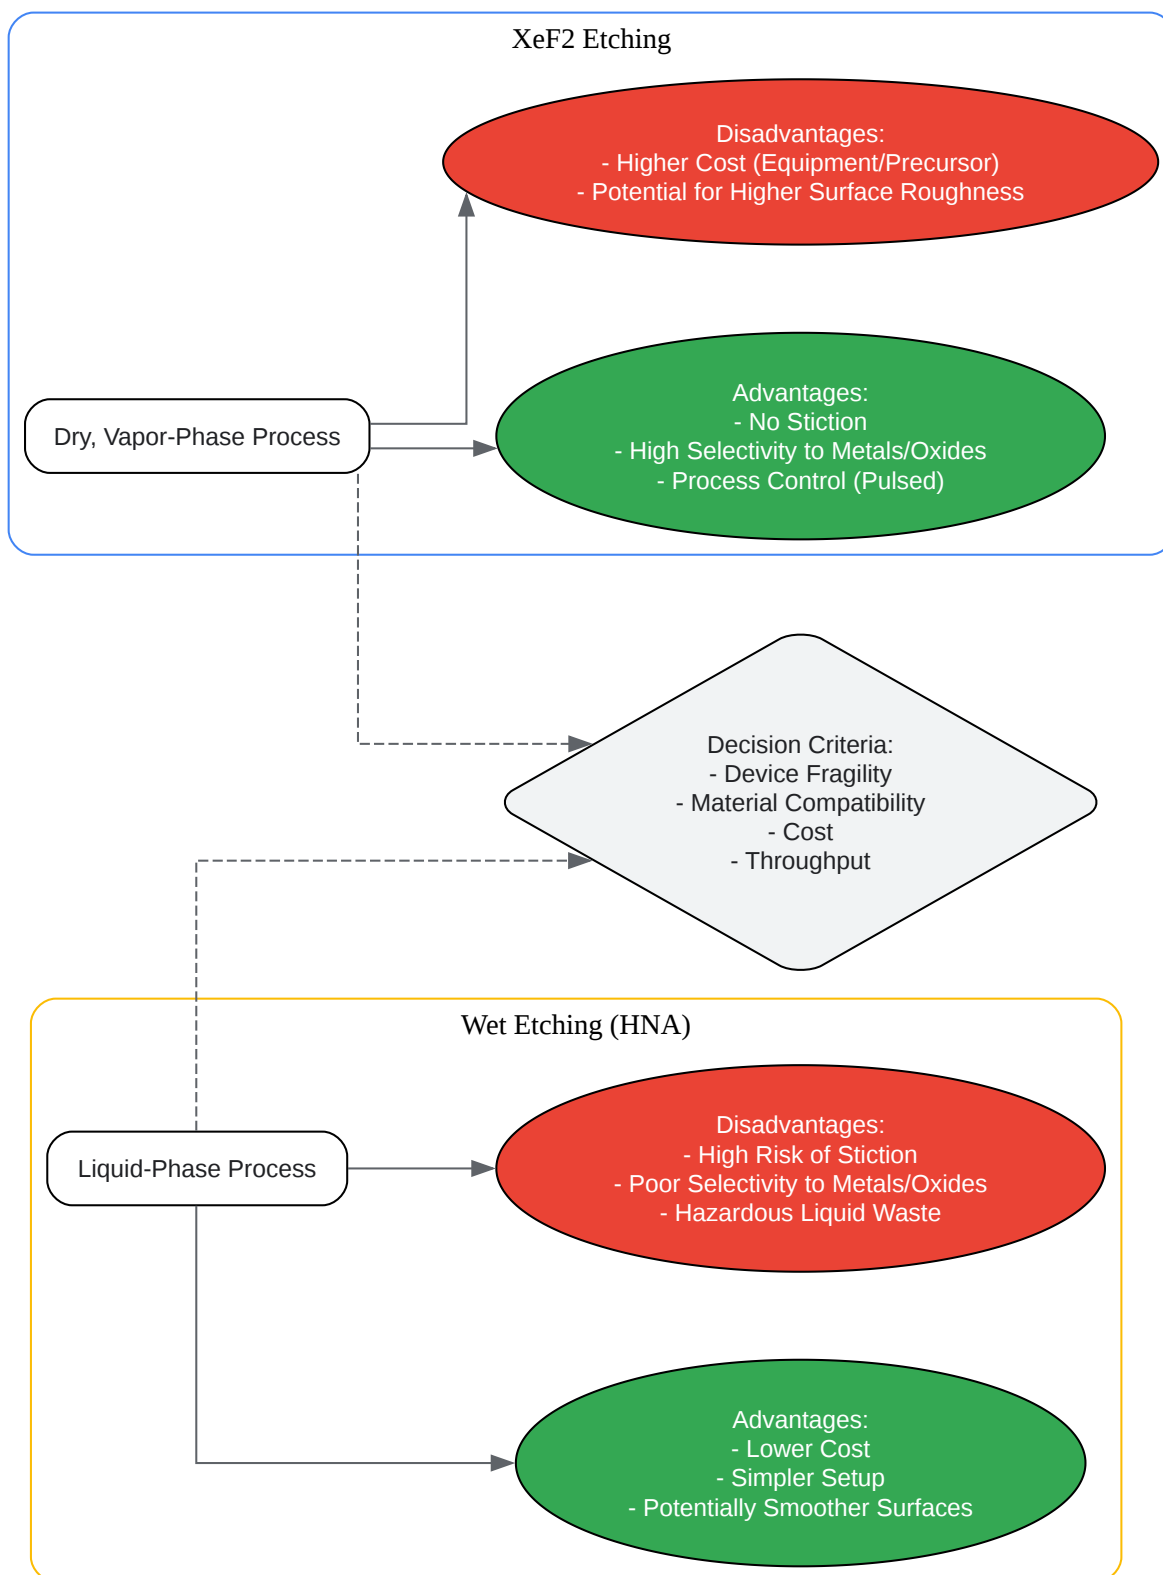 XeF2 Etching
Disadvantages:
- Higher Cost (Equipment/Precursor)
- Potential for Higher Surface Roughness
Dry, Vapor-Phase Process
Advantages:
- No Stiction
- High Selectivity to Metals/Oxides
- Process Control (Pulsed)
Decision Criteria:
- Device Fragility
- Material Compatibility
- Cost
- Throughput
Wet Etching (HNA)
Liquid-Phase Process
Disadvantages:
- High Risk of Stiction
- Poor Selectivity to Metals/Oxides
- Hazardous Liquid Waste
Advantages:
- Lower Cost
- Simpler Setup
- Potentially Smoother Surfaces